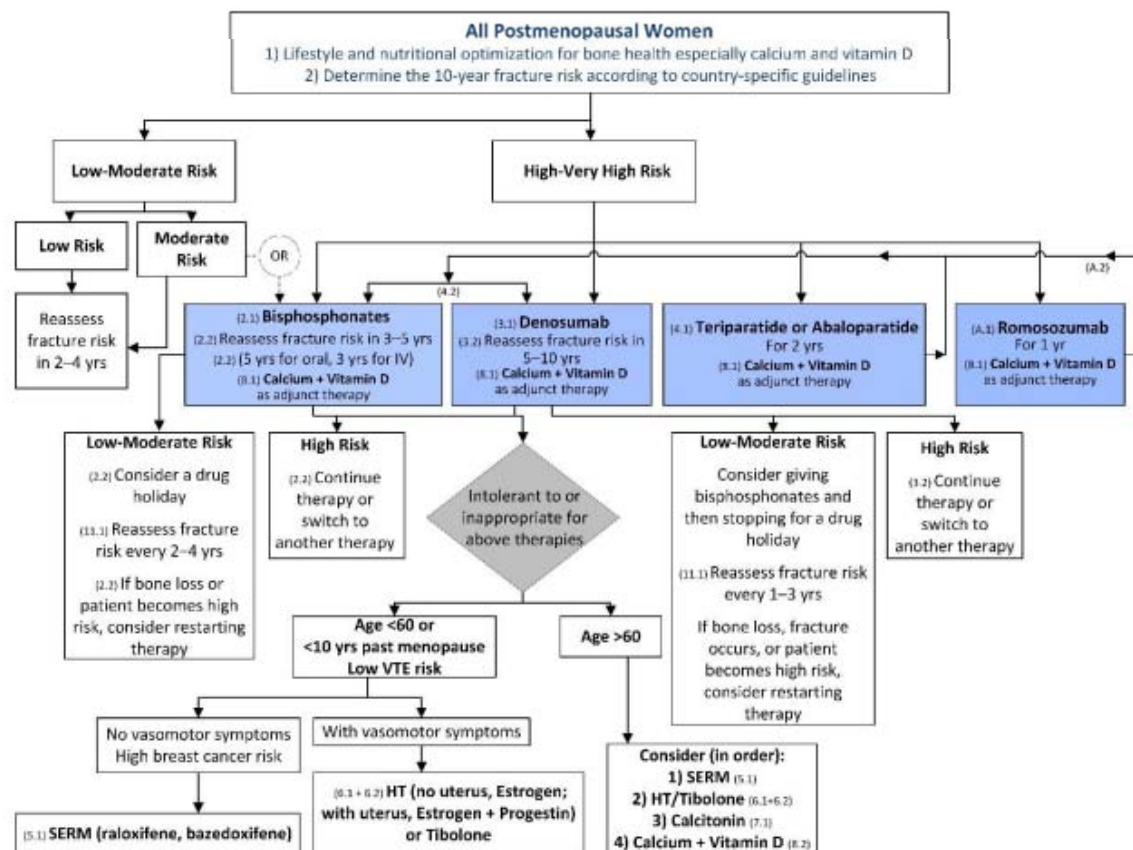 All Postmenopausal Women
1) Lifestyle and nutritional optimization for bone health especially calcium and vitamin D
2) Determine the 10-year fracture risk according to country-specific guidelines
Low-Moderate Risk
High-Very High Risk
Low Risk
Moderate
Risk
OR
(4.2)
(A.2)
Reassess
fracture risk
in 2–4 yrs
(2.1) Bisphosphonates
(2.2) Reassess fracture risk in 3–5 yrs
(2.2) (5 yrs for oral, 3 yrs for IV)
(8.1) Calcium + Vitamin D
as adjunct therapy
(3.1) Denosumab
(3.2) Reassess fracture risk in
5–10 yrs
(8.1) Calcium + Vitamin D
as adjunct therapy
(4.1) Teriparatide or Abaloparatide
For 2 yrs
(8.1) Calcium + Vitamin D
as adjunct therapy
(A.1) Romosozumab
For 1 yr
(8.1) Calcium + Vitamin D
as adjunct therapy
Low-Moderate Risk
(2.2) Consider a drug
holiday
(11.1) Reassess fracture
risk every 2–4 yrs
(2.2) If bone loss or
patient becomes high
risk, consider restarting
therapy
High Risk
(2.2) Continue
therapy or
switch to
another therapy
Intolerant to or
inappropriate for
above therapies
Low-Moderate Risk
Consider giving
bisphosphonates and
then stopping for a drug
holiday
(11.1) Reassess fracture risk
every 1–3 yrs
If bone loss, fracture
occurs, or patient
becomes high risk,
consider restarting
therapy
High Risk
(3.2) Continue
therapy or
switch to
another therapy
Age <60 or
<10 yrs past menopause
Low VTE risk
Age >60
No vasomotor symptoms
High breast cancer risk
With vasomotor symptoms
(5.1) SERM (raloxifene, bazedoxifene)
(6.1 + 6.2) HT (no uterus, Estrogen;
with uterus, Estrogen + Progestin)
or Tibolone
Consider (in order):
1) SERM (5.1)
2) HT/Tibolone (6.1+6.2)
3) Calcitonin (7.1)
4) Calcium + Vitamin D (8.2)